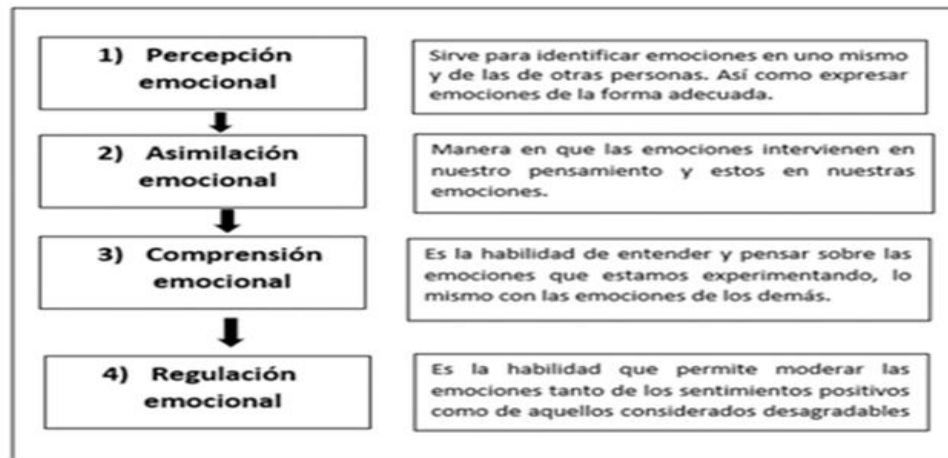 1) Percepción
emocional
Sirve para identificar emociones en uno mismo
y de las de otras personas. Así como expresar
emociones de la forma adecuada.
2) Asimilación
emocional
Manera en que las emociones intervienen en
nuestro pensamiento y estos en nuestras
emociones.
3) Comprensión
emocional
Es la habilidad de entender y pensar sobre las
emociones que estamos experimentando, lo
mismo con las emociones de los demás.
4) Regulación
emocional
Es la habilidad que permite moderar las
emociones tanto de los sentimientos positivos
como de aquellos considerados desagradables